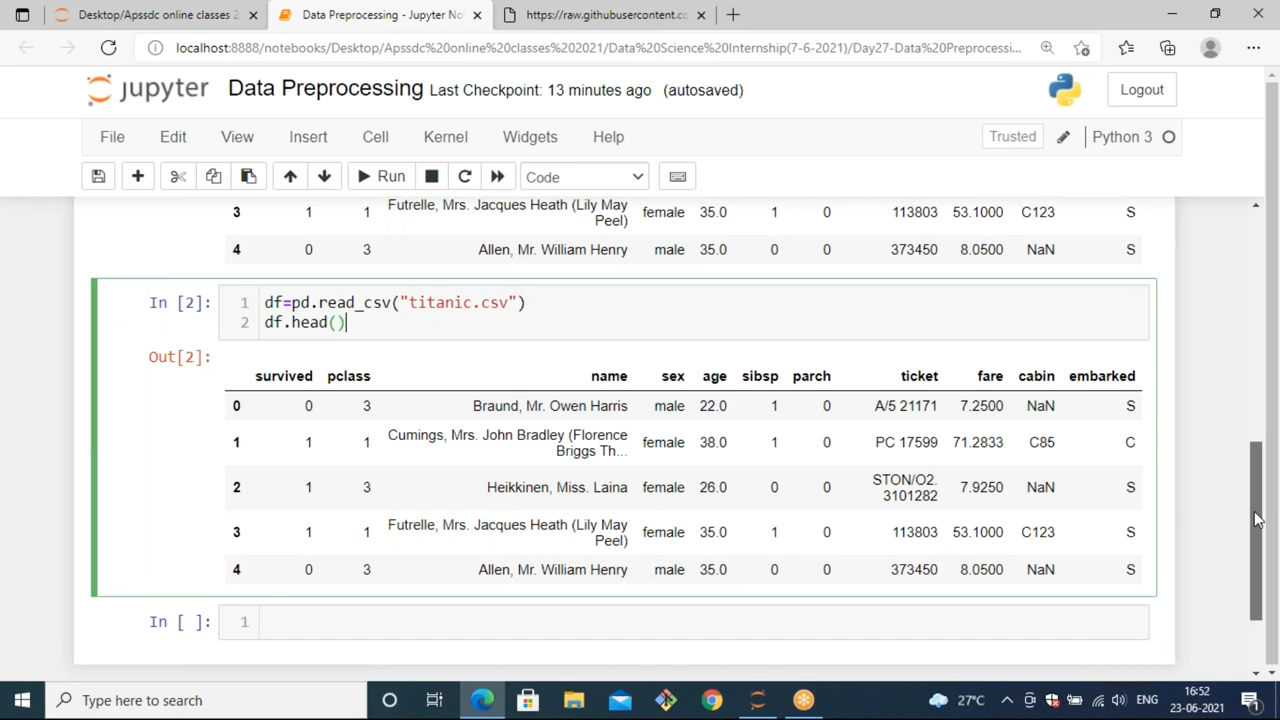 Desktop/Apssdc online classes 2
Data Preprocessing - Jupyter No
https://raw.githubusercontent.co
localhost:8888/notebooks/Desktop/Apssdc%20online%20classes%202021/Data%20Science%20Internship(7-6-2021)/Day27-Data%20Preprocessi...
jupyter Data Preprocessing Last Checkpoint: 13 minutes ago (autosaved) Logout
File Edit View Insert Cell Kernel Widgets Help Trusted Python 3
Run Code
3 1 1 Futrelle, Mrs. Jacques Heath (Lily May Peel) female 35.0 1 0 113803 53.1000 C123 S
4 0 3 Allen, Mr. William Henry male 35.0 0 0 373450 8.0500 NaN S
In [2]: 1 df=pd.read_csv("titanic.csv")
2 df.head()
Out[2]:
survived pclass name sex age sibsp parch ticket fare cabin embarked
0 0 3 Braund, Mr. Owen Harris male 22.0 1 0 A/5 21171 7.2500 NaN S
1 1 1 Cumings, Mrs. John Bradley (Florence Briggs Th... female 38.0 1 0 PC 17599 71.2833 C85 C
2 1 3 Heikkinen, Miss. Laina female 26.0 0 0 STON/O2. 3101282 7.9250 NaN S
3 1 1 Futrelle, Mrs. Jacques Heath (Lily May Peel) female 35.0 1 0 113803 53.1000 C123 S
4 0 3 Allen, Mr. William Henry male 35.0 0 0 373450 8.0500 NaN S
In [ ]: 1
Type here to search
27°C
ENG
16:52
23-06-2021
1